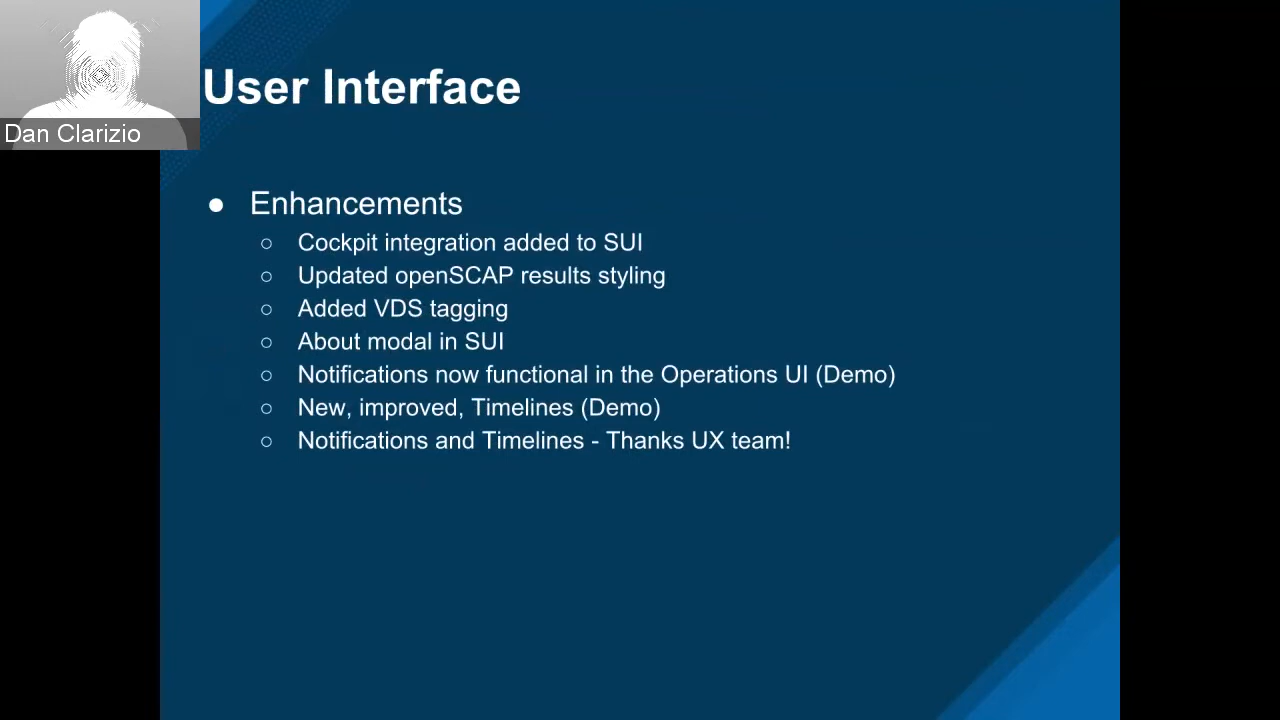 User Interface
Dan Clarizio
● Enhancements
○ Cockpit integration added to SUI
○ Updated openSCAP results styling
○ Added VDS tagging
○ About modal in SUI
○ Notifications now functional in the Operations UI (Demo)
○ New, improved, Timelines (Demo)
○ Notifications and Timelines - Thanks UX team!